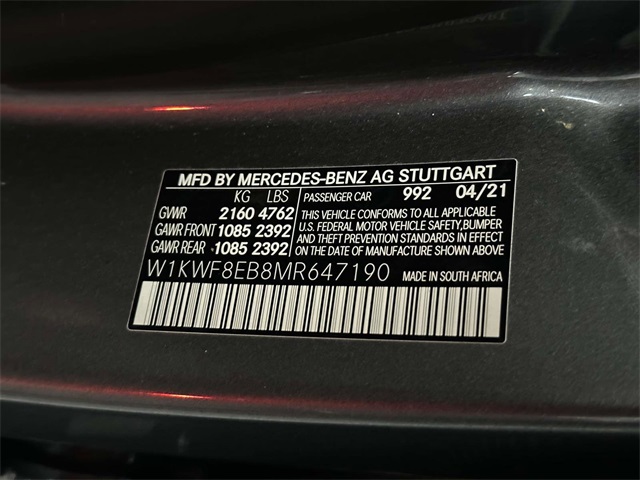 MFD BY MERCEDES-BENZ AG STUTTGART
KG LBS PASSENGER CAR 992 04/21
GVWR 2160 4762
GAWR FRONT 1085 2392
GAWR REAR 1085 2392
THIS VEHICLE CONFORMS TO ALL APPLICABLE
U.S. FEDERAL MOTOR VEHICLE SAFETY, BUMPER
AND THEFT PREVENTION STANDARDS IN
EFFECT ON THE DATE OF MANUFACTURE SHOWN ABOVE
W1KWF8EB8MR647190 MADE IN SOUTH AFRICA